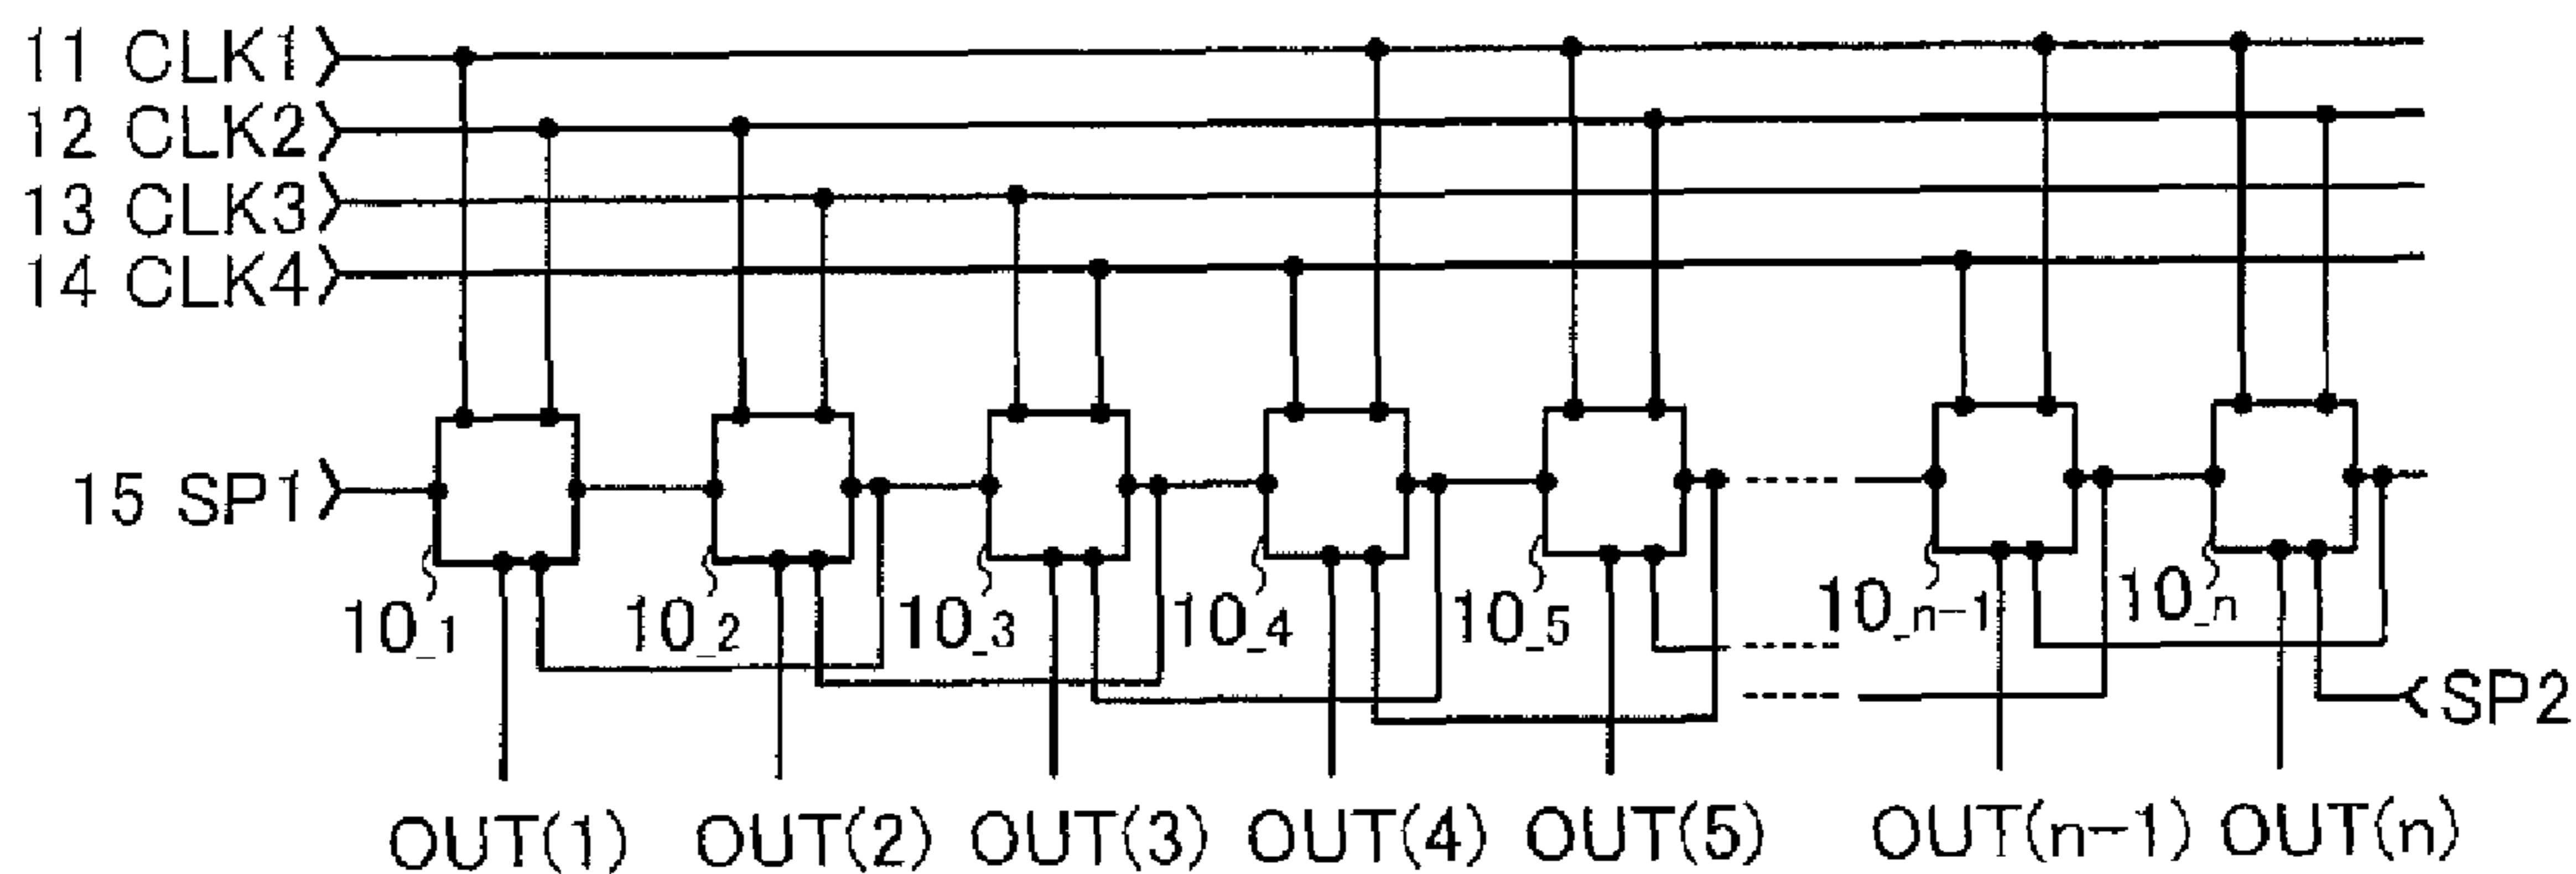 11 CLK1
12 CLK2
13 CLK3
14 CLK4
15 SP1
10_1 10_2 10_3 10_4 10_5 10_n-1 10_n
SP2
OUT(1) OUT(2) OUT(3) OUT(4) OUT(5) OUT(n-1) OUT(n)